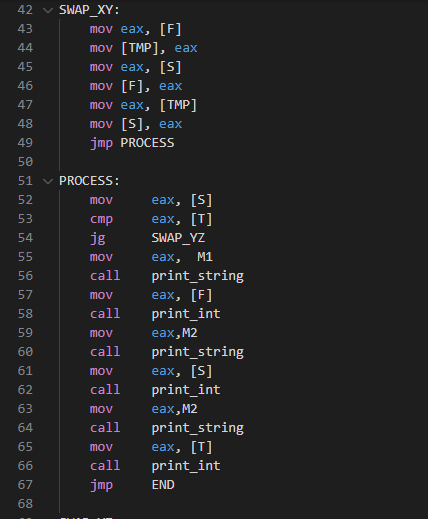 42 SWAP_XY:
43 mov eax, [F]
44 mov [TMP], eax
45 mov eax, [S]
46 mov [F], eax
47 mov eax, [TMP]
48 mov [S], eax
49 jmp PROCESS
50
51 PROCESS:
52 mov eax, [S]
53 cmp eax, [T]
54 jg SWAP_YZ
55 mov eax, M1
56 call print_string
57 mov eax, [F]
58 call print_int
59 mov eax,M2
60 call print_string
61 mov eax, [S]
62 call print_int
63 mov eax,M2
64 call print_string
65 mov eax, [T]
66 call print_int
67 jmp END
68